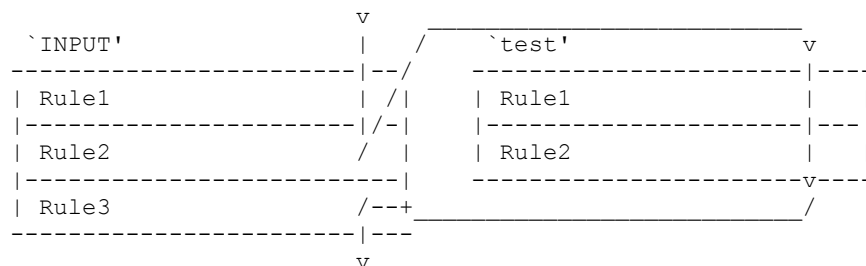 v
`INPUT' `test' v
Rule1 Rule1
Rule2 Rule2
v
Rule3
v